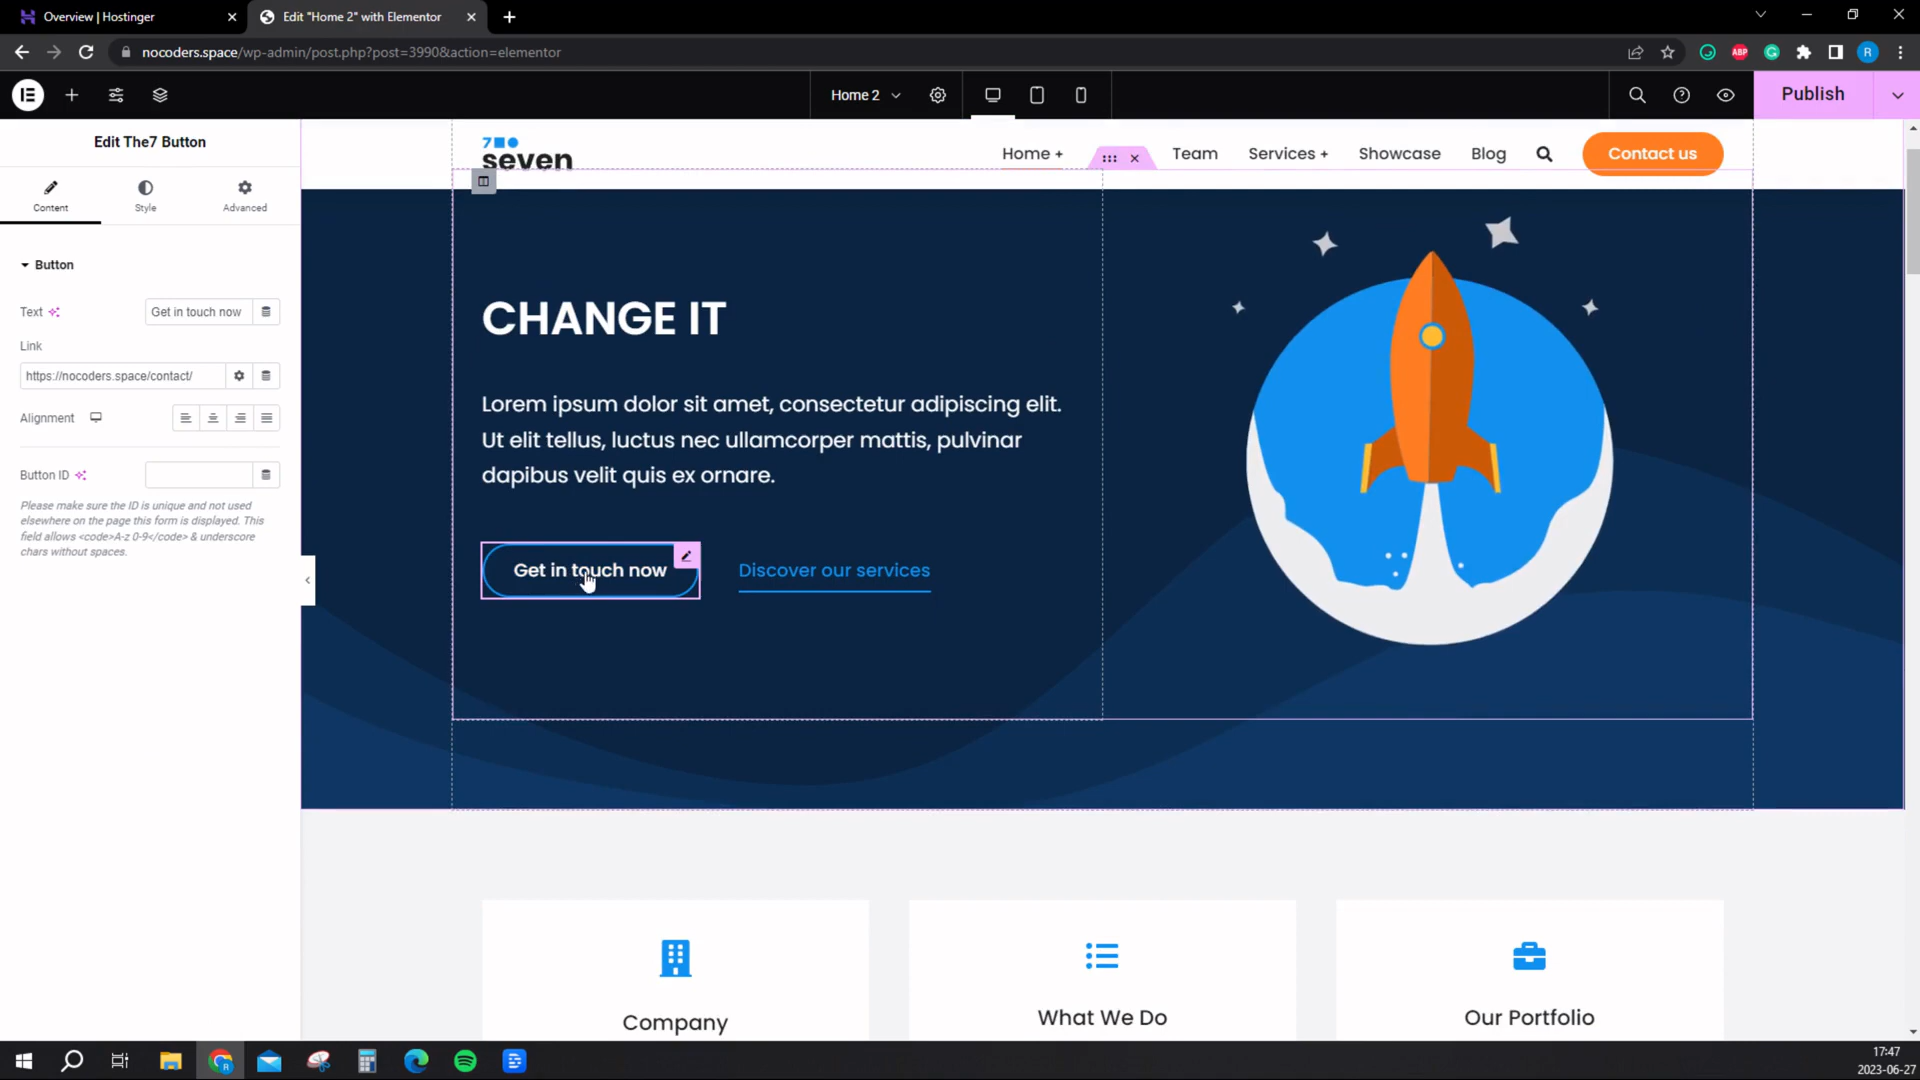 Overview | Hostinger
Edit "Home 2" with Elementor
nocoders.space/wp-admin/post.php?post=3990&action=elementor
ABP
R
Home 2
Publish
Edit The7 Button
Content
Style
Advanced
Button
Text
Get in touch now
Link
https://nocoders.space/contact/
Alignment
Button ID
Please make sure the ID is unique and not used
elsewhere on the page this form is displayed. This
field allows <code>A-z 0-9</code> & underscore
chars without spaces.
7
seven
Home +
Team
Services +
Showcase
Blog
Contact us
CHANGE IT
Lorem ipsum dolor sit amet, consectetur adipiscing elit.
Ut elit tellus, luctus nec ullamcorper mattis, pulvinar
dapibus velit quis ex ornare.
Get in touch now
Discover our services
Company
What We Do
Our Portfolio
17:47
2023-06-27